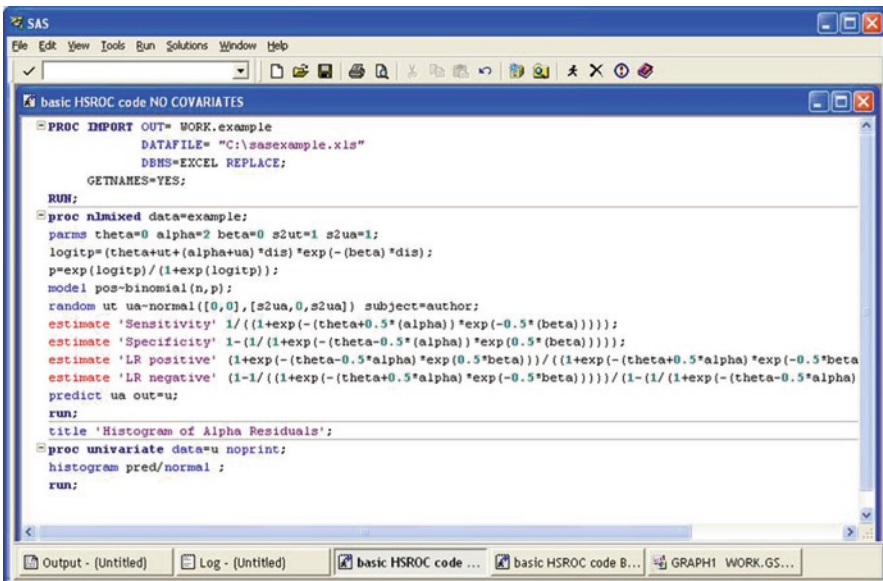 SAS
File Edit View Tools Run Solutions Window Help
basic HSROC code NO COVARIATES
PROC IMPORT OUT= WORK.example
DATAFILE= "C:\sasexample.xls"
DBMS=EXCEL REPLACE;
GETNAMES=YES;
RUN;
proc nlmixed data=example;
parms theta=0 alpha=2 beta=0 s2ut=1 s2ua=1;
logitp=(theta+ut+(alpha+ua)*dis)*exp(-(beta)*dis);
p=exp(logitp)/(1+exp(logitp));
model pos~binomial(n,p);
random ut ua~normal([0,0],[s2ua,0,s2ua]) subject=author;
estimate 'Sensitivity' 1/((1+exp(-(theta+0.5*(alpha))*exp(-0.5*(beta)))));
estimate 'Specificity' 1-(1/(1+exp(-(theta-0.5*(alpha))*exp(0.5*(beta)))));
estimate 'LR positive' (1+exp(-(theta-0.5*alpha)*exp(0.5*beta)))/((1+exp(-(theta+0.5*alpha)*exp(-0.5*beta
estimate 'LR negative' (1-1/((1+exp(-(theta+0.5*alpha)*exp(-0.5*beta)))))/(1-(1/(1+exp(-(theta-0.5*alpha)
predict ua out=u;
run;
title 'Histogram of Alpha Residuals';
proc univariate data=u noprint;
histogram pred/normal ;
run;
Output - (Untitled) Log - (Untitled) basic HSROC code ... basic HSROC code B... GRAPH1 WORK.GS...